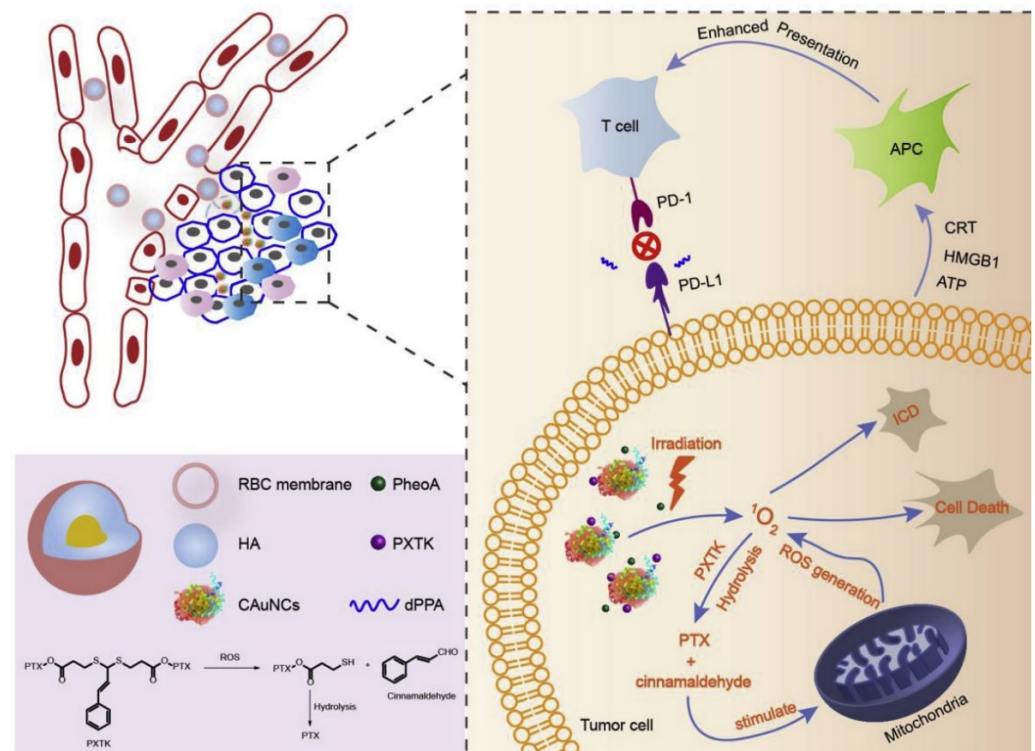 Enhanced Presentation
T cell
APC
PD-1
CRT
HMGB1
ATP
PD-L1
ICD
Irradiation
Cell Death
¹O₂
PXTK
Hydrolysis
ROS generation
PTX
+
cinnamaldehyde
stimulate
Mitochondria
Tumor cell
RBC membrane
PheoA
HA
PXTK
CAuNCs
dPPA
PTX
O
O
S
S
O
O
PTX
PXTK
ROS
PTX
O
O
SH
+
CHO
Cinnamaldehyde
Hydrolysis
PTX